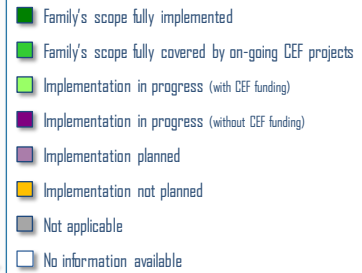 Family's scope fully implemented
Family's scope fully covered by on-going CEF projects
Implementation in progress (with CEF funding)
Implementation in progress (without CEF funding)
Implementation planned
Implementation not planned
Not applicable
No information available